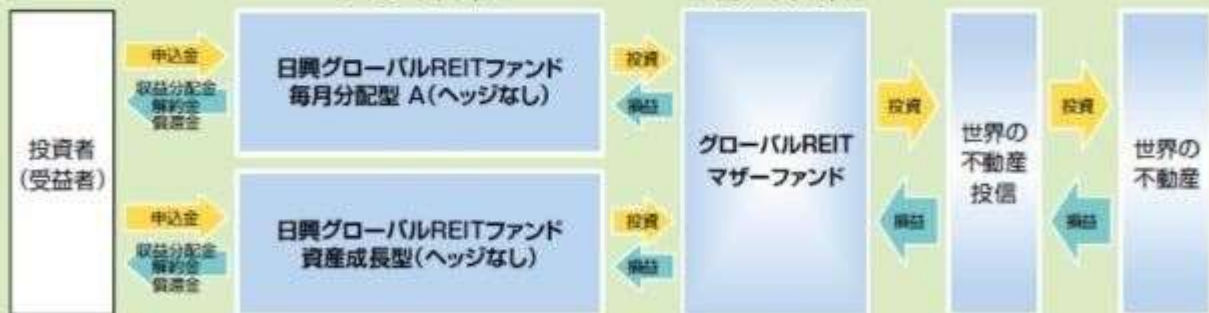 投資者
(受益者)
申込金
収益分配金
解約金
償還金
日興グローバルREITファンド
毎月分配型 A(ヘッジなし)
投資
損益
申込金
収益分配金
解約金
償還金
日興グローバルREITファンド
資産成長型(ヘッジなし)
投資
損益
グローバルREIT
マザーファンド
投資
損益
世界の
不動産
投信
投資
損益
世界の
不動産